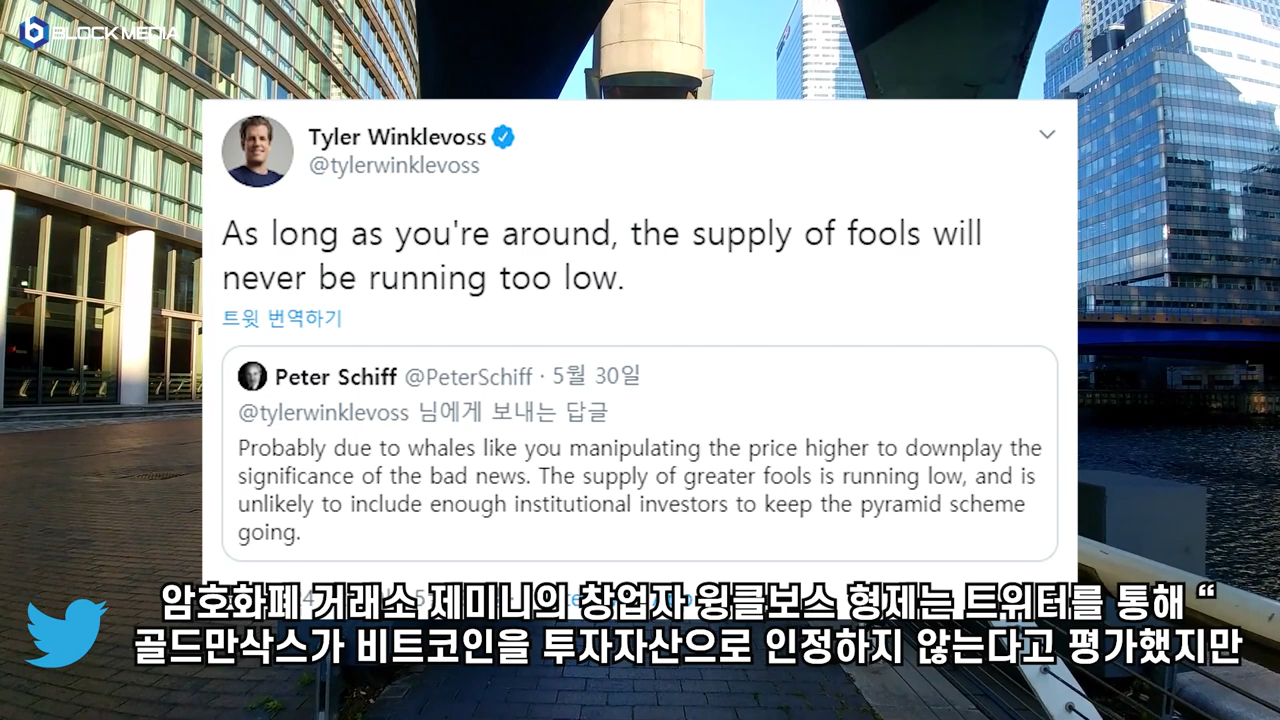 BLOCKMEDIA
citi
Tyler Winklevoss
@tylerwinklevoss
As long as you're around, the supply of fools will
never be running too low.
트윗 번역하기
Peter Schiff @PeterSchiff · 5월 30일
@tylerwinklevoss 님에게 보내는 답글
Probably due to whales like you manipulating the price higher to downplay the
significance of the bad news. The supply of greater fools is running low, and is
unlikely to include enough institutional investors to keep the pyramid scheme
going.
암호화폐 거래소 제미니의 창업자 윙클보스 형제는 트위터를 통해 “
골드만삭스가 비트코인을 투자자산으로 인정하지 않는다고 평가했지만